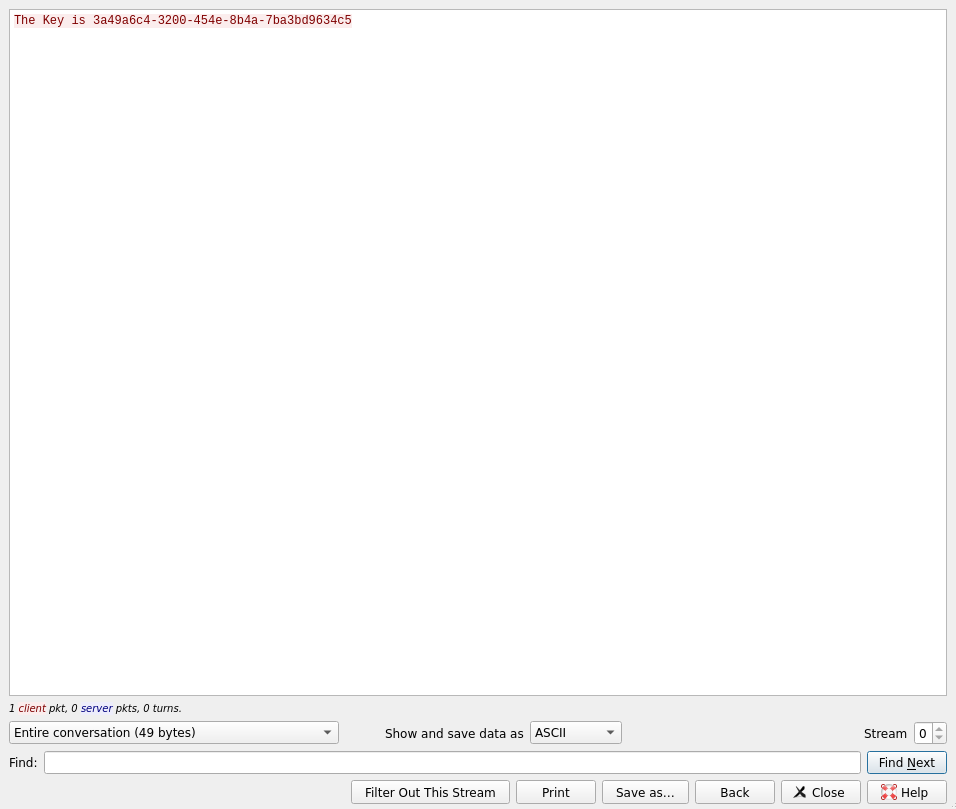 The Key is 3a49a6c4-3200-454e-8b4a-7ba3bd9634c5
1 client pkt, 0 server pkts, 0 turns.
Entire conversation (49 bytes) Show and save data as ASCII Stream 0
Find: Find Next
Filter Out This Stream Print Save as... Back Close Help